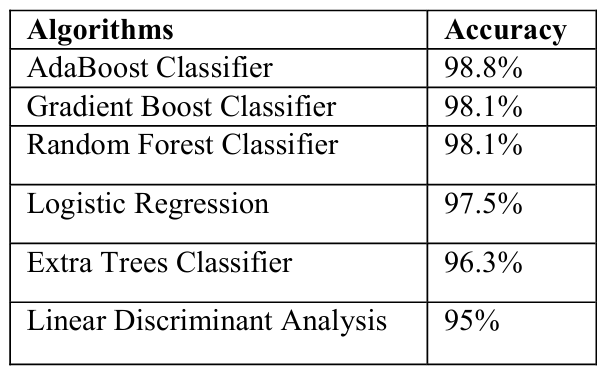 Algorithms Accuracy
AdaBoost Classifier 98.8%
Gradient Boost Classifier 98.1%
Random Forest Classifier 98.1%
Logistic Regression 97.5%
Extra Trees Classifier 96.3%
Linear Discriminant Analysis 95%